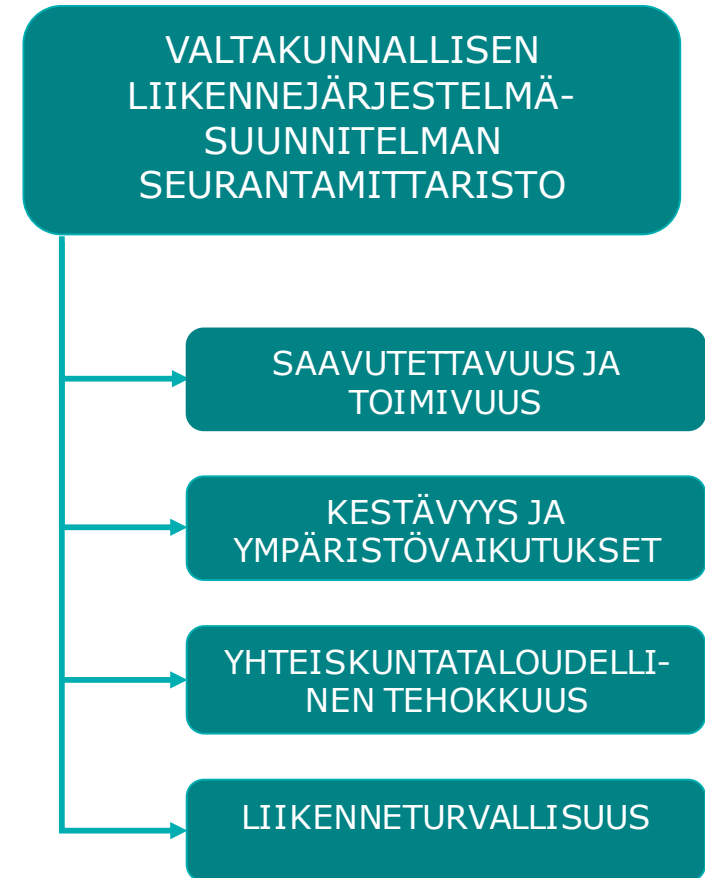 VALTAKUNNALLISEN
LIIKENNEJÄRJESTELMÄ-
SUUNNITELMAN
SEURANTAMITTARISTO
SAAVUTETTAVUUS JA
TOIMIVUUS
KESTÄVYYS JA
YMPÄRISTÖVAIKUTUKSET
YHTEISKUNTATALOUDELLI-
NEN TEHOKKUUS
LIIKENNETURVALLISUUS